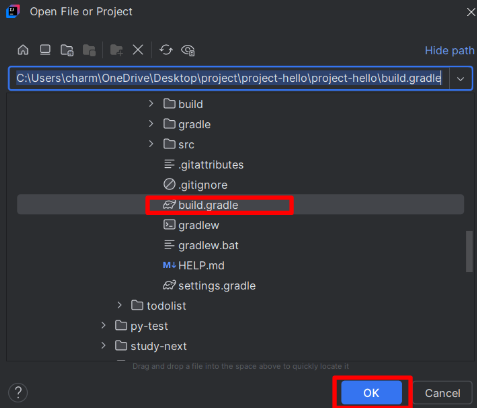 Open File or Project
Hide path
C:\Users\charm\OneDrive\Desktop\project\project-hello\project-hello\build.gradle
build
gradle
src
.gitattributes
.gitignore
build.gradle
gradlew
gradlew.bat
M↓ HELP.md
settings.gradle
todolist
py-test
study-next
Drag and drop a file into the space above to quickly locate it
? OK Cancel